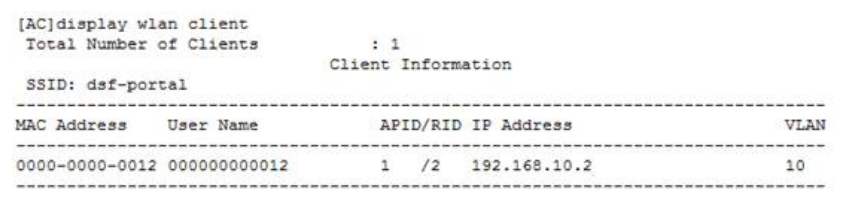 [AC]display wlan client
Total Number of Clients : 1
Client Information
SSID: dsf-portal
--------------------------------------------------------------------------------
MAC Address User Name APID/RID IP Address VLAN
--------------------------------------------------------------------------------
0000-0000-0012 000000000012 1 /2 192.168.10.2 10
--------------------------------------------------------------------------------